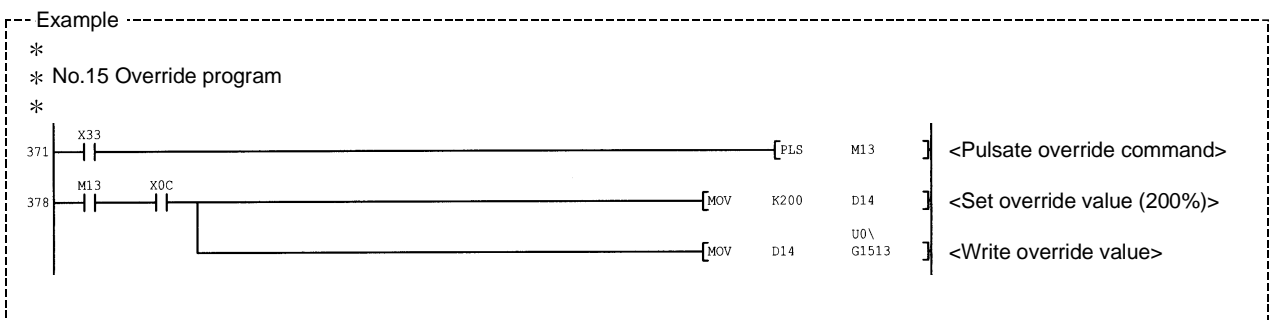 Example
*
* No.15 Override program
*
X33
371 [PLS M13 ] <Pulsate override command>
M13 X0C
378 [MOV K200 D14 ] <Set override value (200%)>
U0\
[MOV D14 G1513 ] <Write override value>